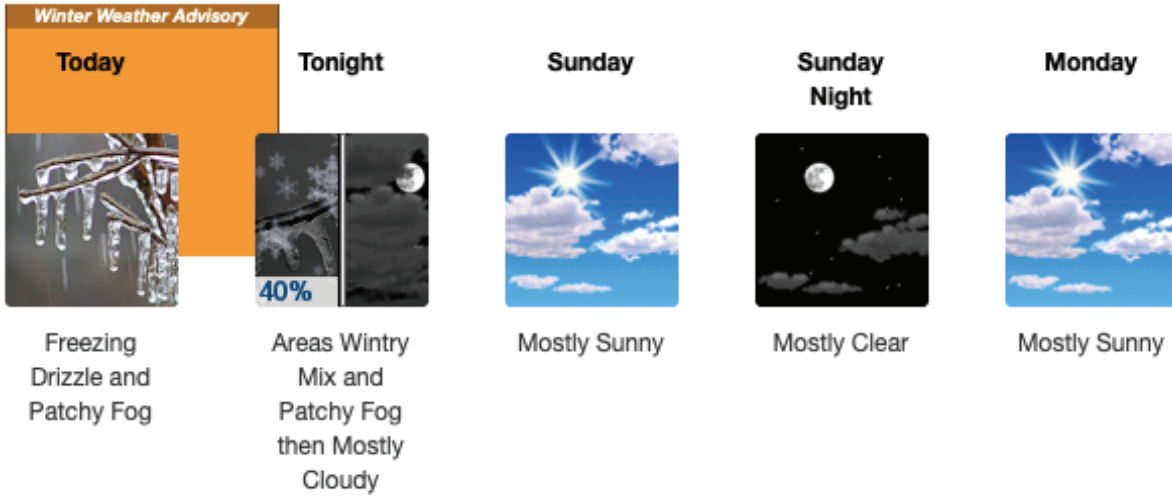 Winter Weather Advisory
Today
Tonight
Sunday
Sunday
Night
Monday
40%
Freezing
Drizzle and
Patchy Fog
Areas Wintry
Mix and
Patchy Fog
then Mostly
Cloudy
Mostly Sunny
Mostly Clear
Mostly Sunny